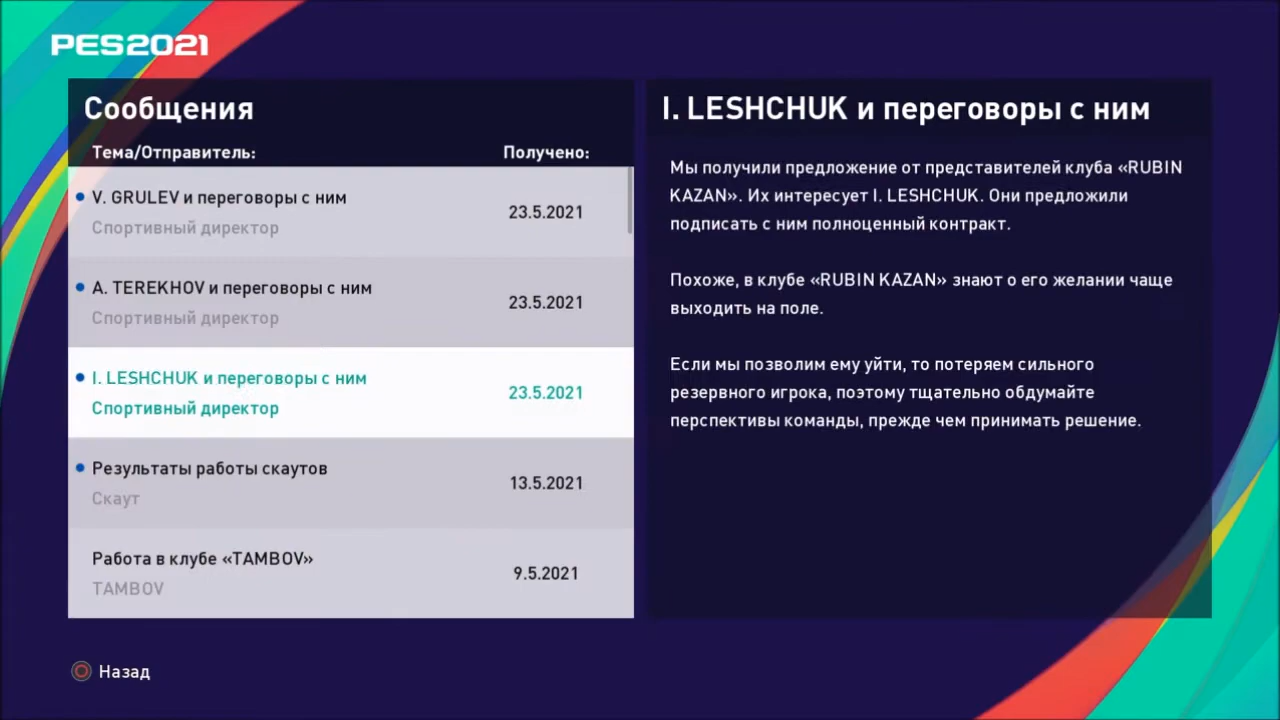 PES2021
Сообщения
Тема/Отправитель: Получено:
V. GRULEV и переговоры с ним
Спортивный директор
23.5.2021
A. TEREKHOV и переговоры с ним
Спортивный директор
23.5.2021
I. LESHCHUK и переговоры с ним
Спортивный директор
23.5.2021
Результаты работы скаутов
Скаут
13.5.2021
Работа в клубе «TAMBOV»
TAMBOV
9.5.2021
I. LESHCHUK и переговоры с ним
Мы получили предложение от представителей клуба «RUBIN
KAZAN». Их интересует I. LESHCHUK. Они предложили
подписать с ним полноценный контракт.
Похоже, в клубе «RUBIN KAZAN» знают о его желании чаще
выходить на поле.
Если мы позволим ему уйти, то потеряем сильного
резервного игрока, поэтому тщательно обдумайте
перспективы команды, прежде чем принимать решение.
Назад